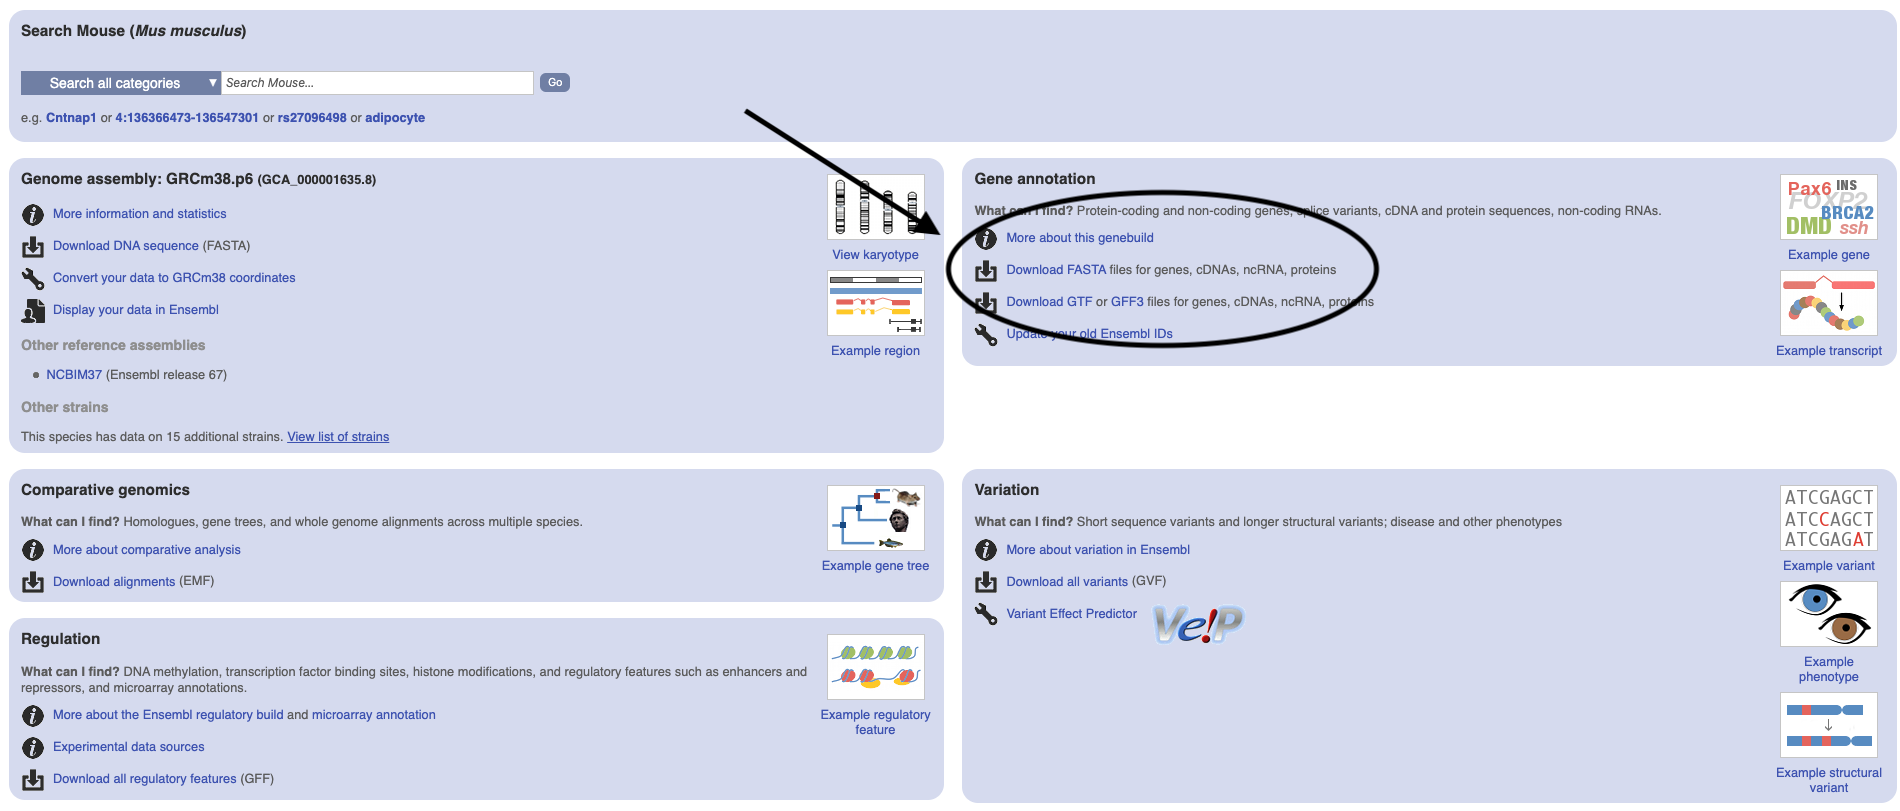 Search Mouse (Mus musculus)
Search all categories ▼ Search Mouse... Go
e.g. Cntnap1 or 4:136366473-136547301 or rs27096498 or adipocyte
Genome assembly: GRCm38.p6 (GCA_000001635.8)
More information and statistics
Download DNA sequence (FASTA)
Convert your data to GRCm38 coordinates
Display your data in Ensembl
Other reference assemblies
NCBIM37 (Ensembl release 67)
Other strains
This species has data on 15 additional strains. View list of strains
View karyotype
Example region
Gene annotation
What can I find? Protein-coding and non-coding genes, splice variants, cDNA and protein sequences, non-coding RNAs.
More about this genebuild
Download FASTA files for genes, cDNAs, ncRNA, proteins
Download GTF or GFF3 files for genes, cDNAs, ncRNA, proteins
Update your old Ensembl IDs
Pax6 INS
FOXP2
BRCA2
DMD ssh
Example gene
Example transcript
Comparative genomics
What can I find? Homologues, gene trees, and whole genome alignments across multiple species.
More about comparative analysis
Download alignments (EMF)
Example gene tree
Variation
What can I find? Short sequence variants and longer structural variants; disease and other phenotypes
More about variation in Ensembl
Download all variants (GVF)
Variant Effect Predictor
Ve!P
ATCGAGCT
ATCCAGCT
ATCGAGAT
Example variant
Example
phenotype
Example structural
variant
Regulation
What can I find? DNA methylation, transcription factor binding sites, histone modifications, and regulatory features such as enhancers and
repressors, and microarray annotations.
More about the Ensembl regulatory build and microarray annotation
Experimental data sources
Download all regulatory features (GFF)
Example regulatory
feature